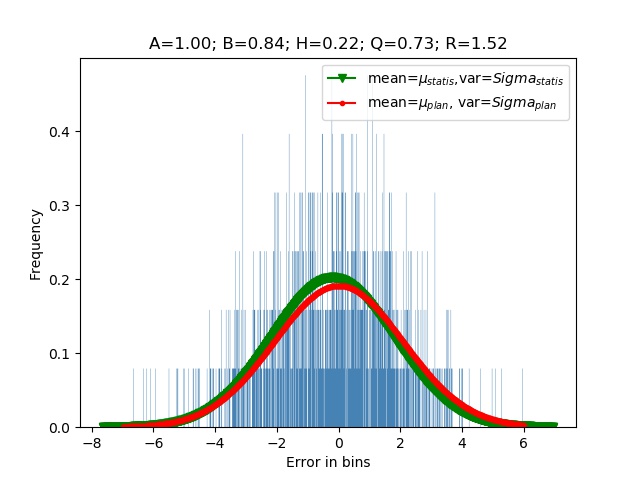 A=1.00; B=0.84; H=0.22; Q=0.73; R=1.52
mean=μstatis,var=Sigmastatis
mean=μplan, var=Sigmaplan
0.4
0.3
0.2
0.1
0.0
Frequency
−8 −6 −4 −2 0 2 4 6
Error in bins